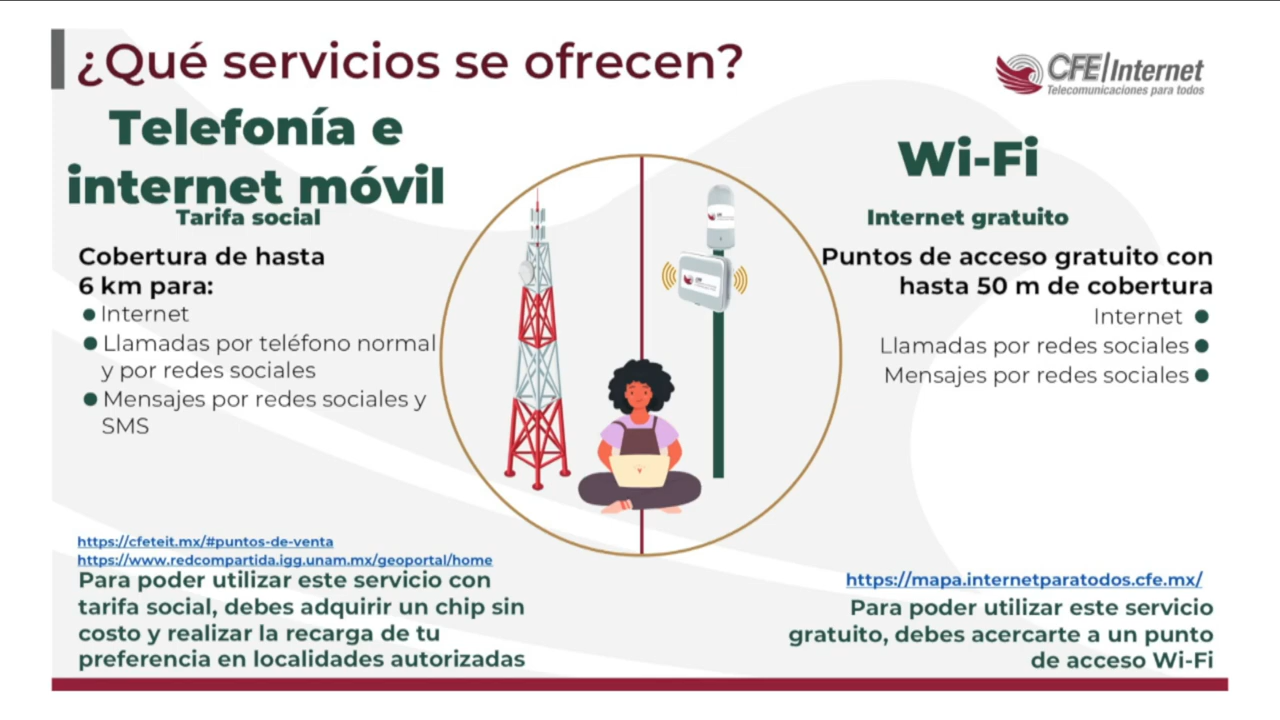 ¿Qué servicios se ofrecen?
CFE Internet
Telecomunicaciones para todos
Telefonía e
internet móvil
Tarifa social
Cobertura de hasta
6 km para:
● Internet
● Llamadas por teléfono normal
y por redes sociales
● Mensajes por redes sociales y
SMS
https://cfeteit.mx/#puntos-de-venta
https://www.redcompartida.igg.unam.mx/geoportal/home
Para poder utilizar este servicio con
tarifa social, debes adquirir un chip sin
costo y realizar la recarga de tu
preferencia en localidades autorizadas
Wi-Fi
Internet gratuito
Puntos de acceso gratuito con
hasta 50 m de cobertura
Internet ●
Llamadas por redes sociales ●
Mensajes por redes sociales ●
CFE
CFE
https://mapa.internetparatodos.cfe.mx/
Para poder utilizar este servicio
gratuito, debes acercarte a un punto
de acceso Wi-Fi